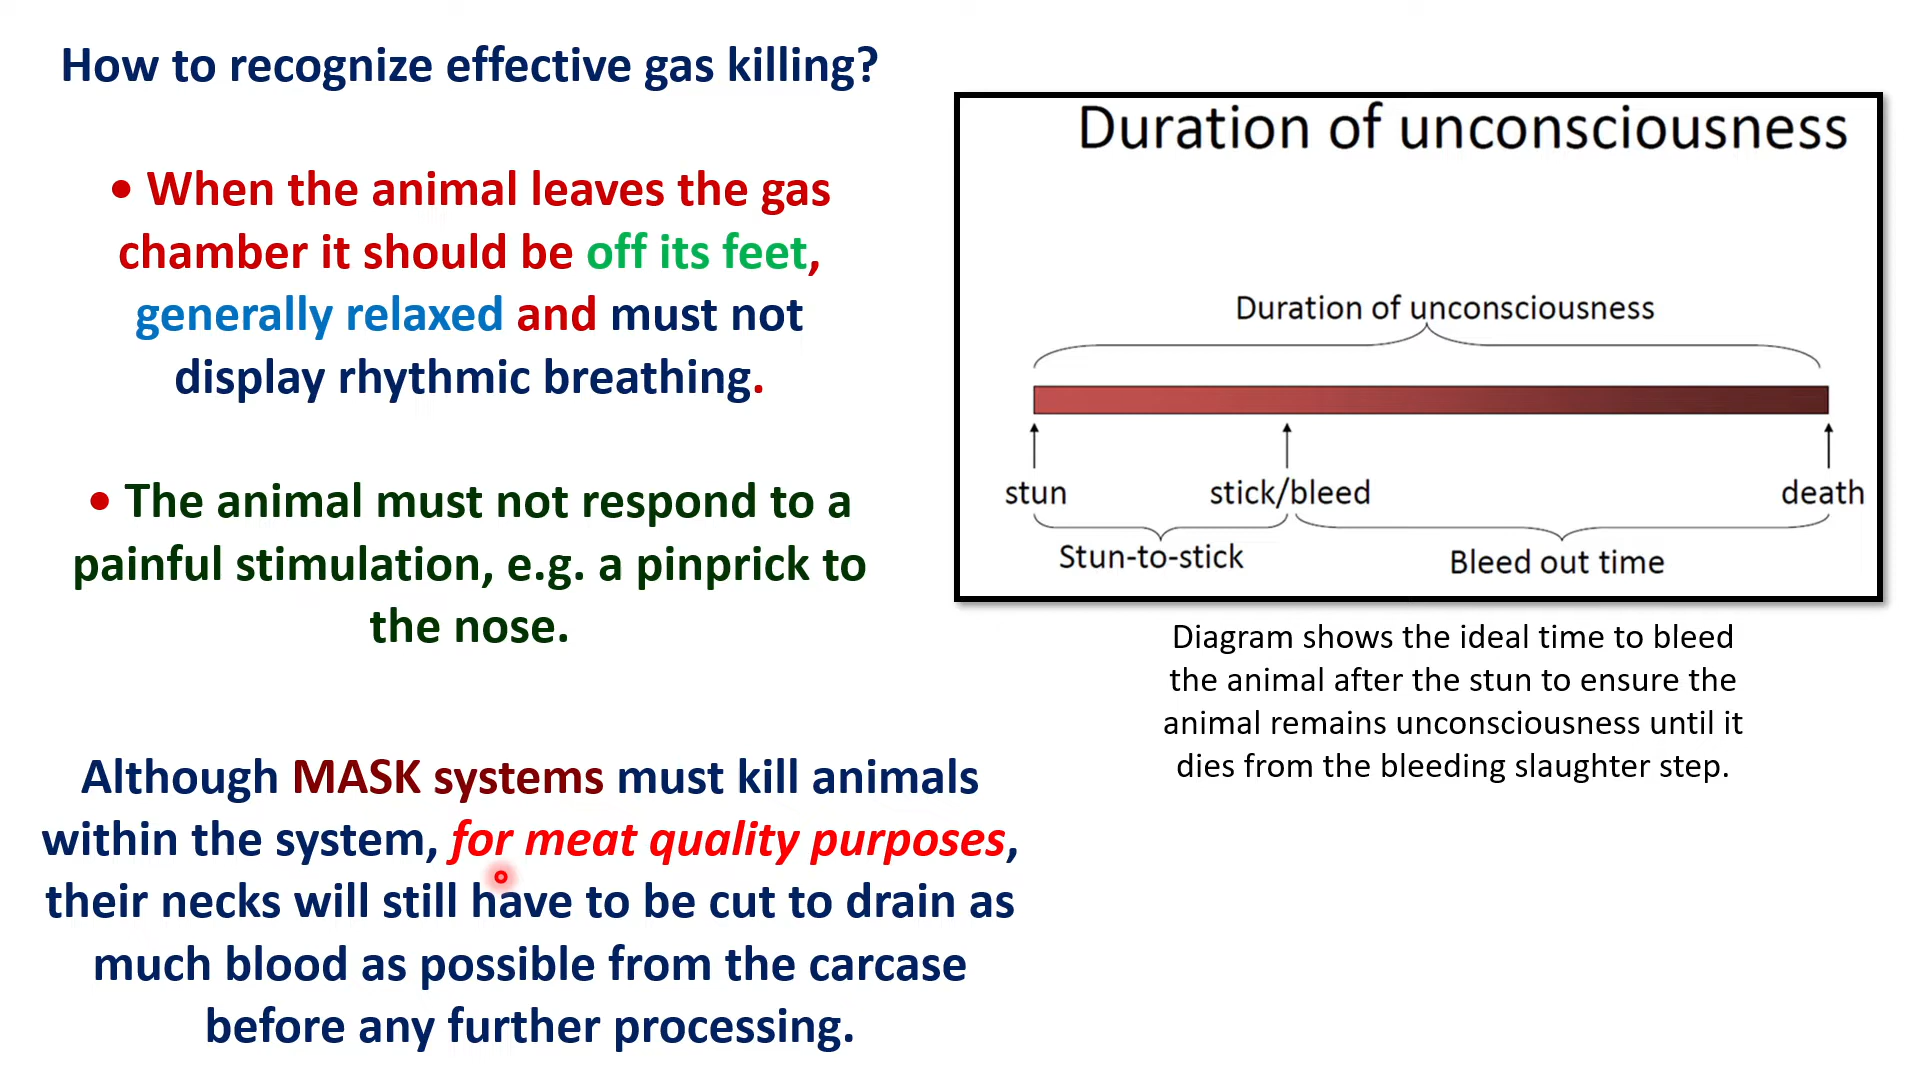 How to recognize effective gas killing?
• When the animal leaves the gas
chamber it should be off its feet,
generally relaxed and must not
display rhythmic breathing.
• The animal must not respond to a
painful stimulation, e.g. a pinprick to
the nose.
Although MASK systems must kill animals
within the system, for meat quality purposes,
their necks will still have to be cut to drain as
much blood as possible from the carcase
before any further processing.
Duration of unconsciousness
Duration of unconsciousness
stun stick/bleed death
Stun-to-stick Bleed out time
Diagram shows the ideal time to bleed
the animal after the stun to ensure the
animal remains unconsciousness until it
dies from the bleeding slaughter step.